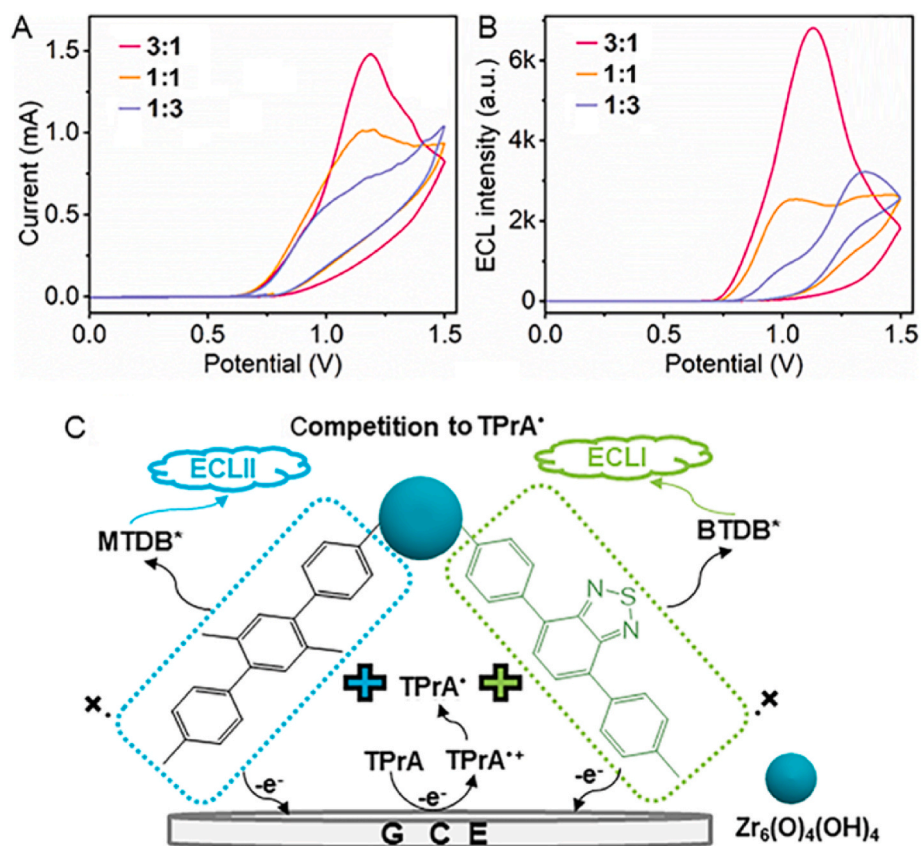 A
3:1
1:1
1:3
Current (mA)
1.5
1.0
0.5
0.0
0.0 0.5 1.0 1.5
Potential (V)
B
3:1
1:1
1:3
ECL intensity (a.u.)
6k
4k
2k
0
0.0 0.5 1.0 1.5
Potential (V)
C
Competition to TPrA•
ECLII
ECLI
MTDB*
BTDB*
N S
N
TPrA•
TPrA TPrA•+
-e- -e- -e-
G C E
Zr6(O)4(OH)4